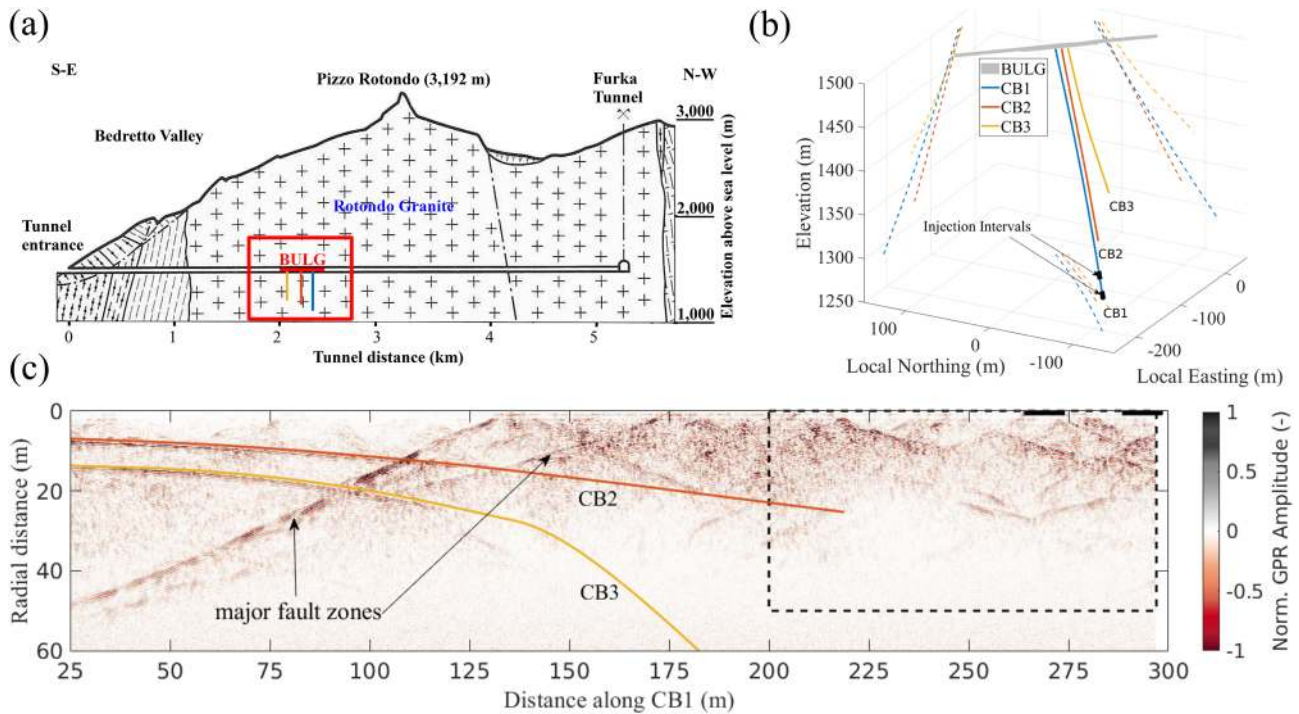 (a)
S-E
Pizzo Rotondo (3,192 m)
Furka
Tunnel
N-W
Bedretto Valley
3,000
Rotondo Granite
2,000
Tunnel
entrance
BULG
1,000
Elevation above sea level (m)
0
1
2
3
4
5
Tunnel distance (km)
(b)
1500
1450
1400
1350
1300
1250
Elevation (m)
BULG
CB1
CB2
CB3
CB3
Injection Intervals
CB2
CB1
100
0
-100
Local Northing (m)
0
-100
-200
Local Easting (m)
(c)
0
20
40
60
Radial distance (m)
CB2
CB3
major fault zones
25
50
75
100
125
150
175
200
225
250
275
300
Distance along CB1 (m)
1
0.5
0
-0.5
-1
Norm. GPR Amplitude (-)